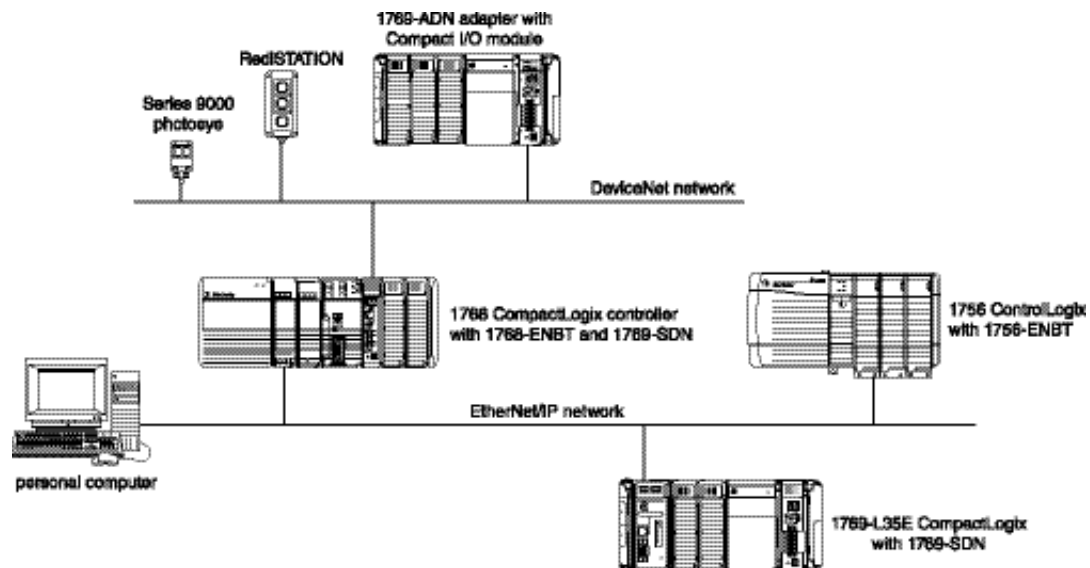 1769-ADN adapter with
Compact I/O module
RediSTATION
Series 9000
photoeye
DeviceNet network
1768 CompactLogix controller
with 1768-ENBT and 1769-SDN
1756 ControlLogix
with 1756-ENBT
EtherNet/IP network
personal computer
1769-L35E CompactLogix
with 1769-SDN